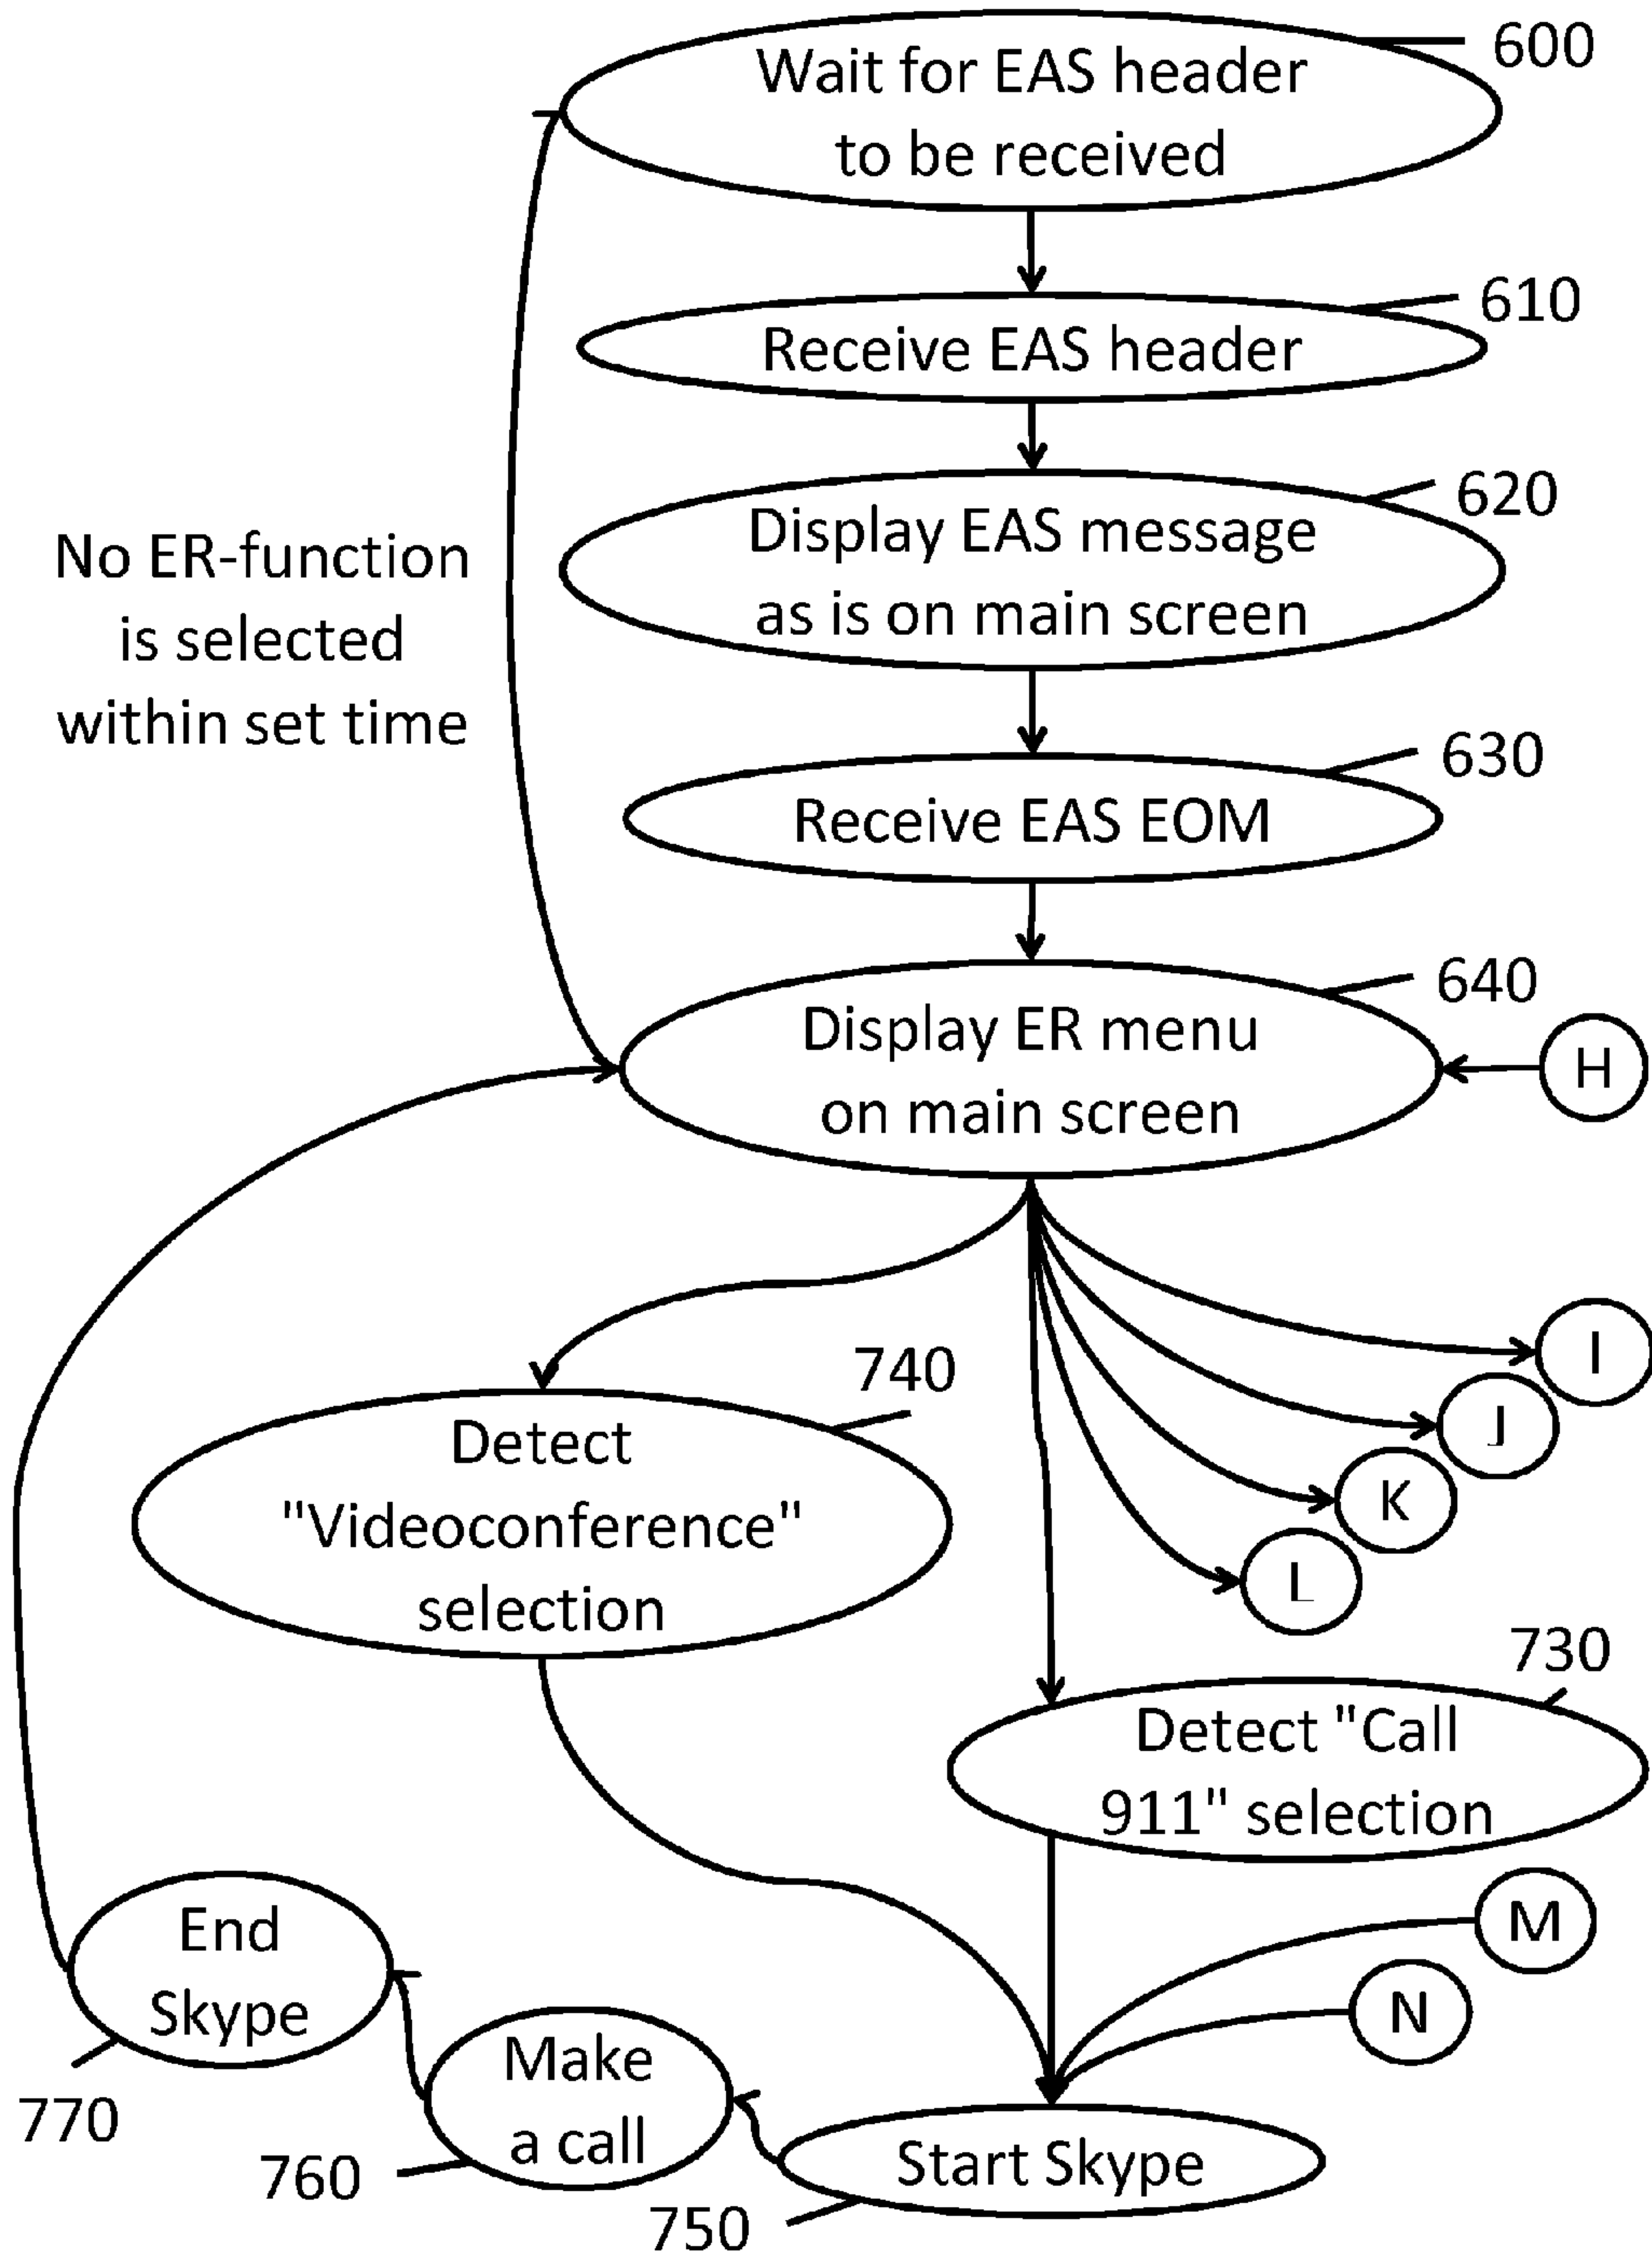 600
Wait for EAS header
to be received
610
Receive EAS header
620
Display EAS message
as is on main screen
No ER-function
is selected
within set time
630
Receive EAS EOM
640
Display ER menu
on main screen
H
I
J
K
L
740
Detect
"Videoconference"
selection
730
Detect "Call
911" selection
M
N
End
Skype
770
Make
a call
760
Start Skype
750